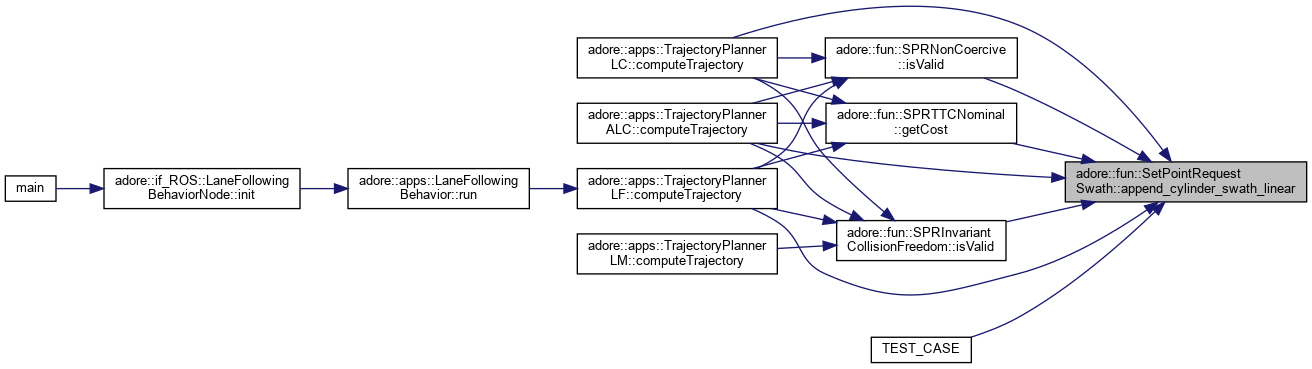 main
adore::if_ROS::LaneFollowing
BehaviorNode::init
adore::apps::LaneFollowing
Behavior::run
adore::apps::TrajectoryPlanner
LC::computeTrajectory
adore::apps::TrajectoryPlanner
ALC::computeTrajectory
adore::apps::TrajectoryPlanner
LF::computeTrajectory
adore::apps::TrajectoryPlanner
LM::computeTrajectory
adore::fun::SPRNonCoercive
::isValid
adore::fun::SPRTTCNominal
::getCost
adore::fun::SPRInvariant
CollisionFreedom::isValid
TEST_CASE
adore::fun::SetPointRequest
Swath::append_cylinder_swath_linear